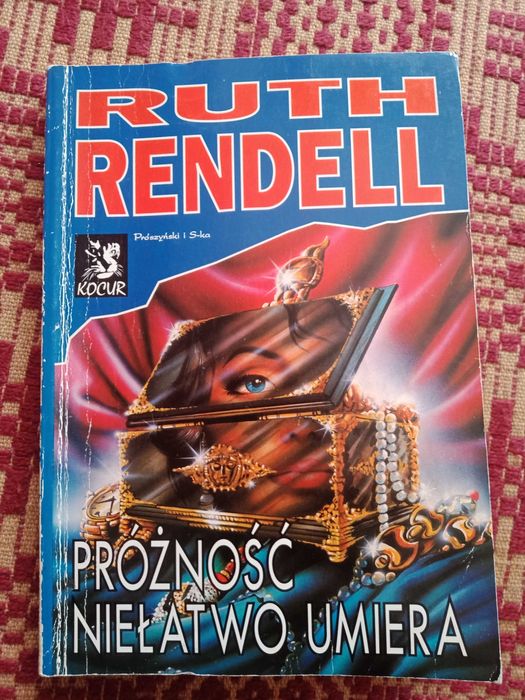 RUTH
RENDELL
Prószyński i S-ka
KOCUR
PRÓŻNOŚĆ
NIEŁATWO UMIERA